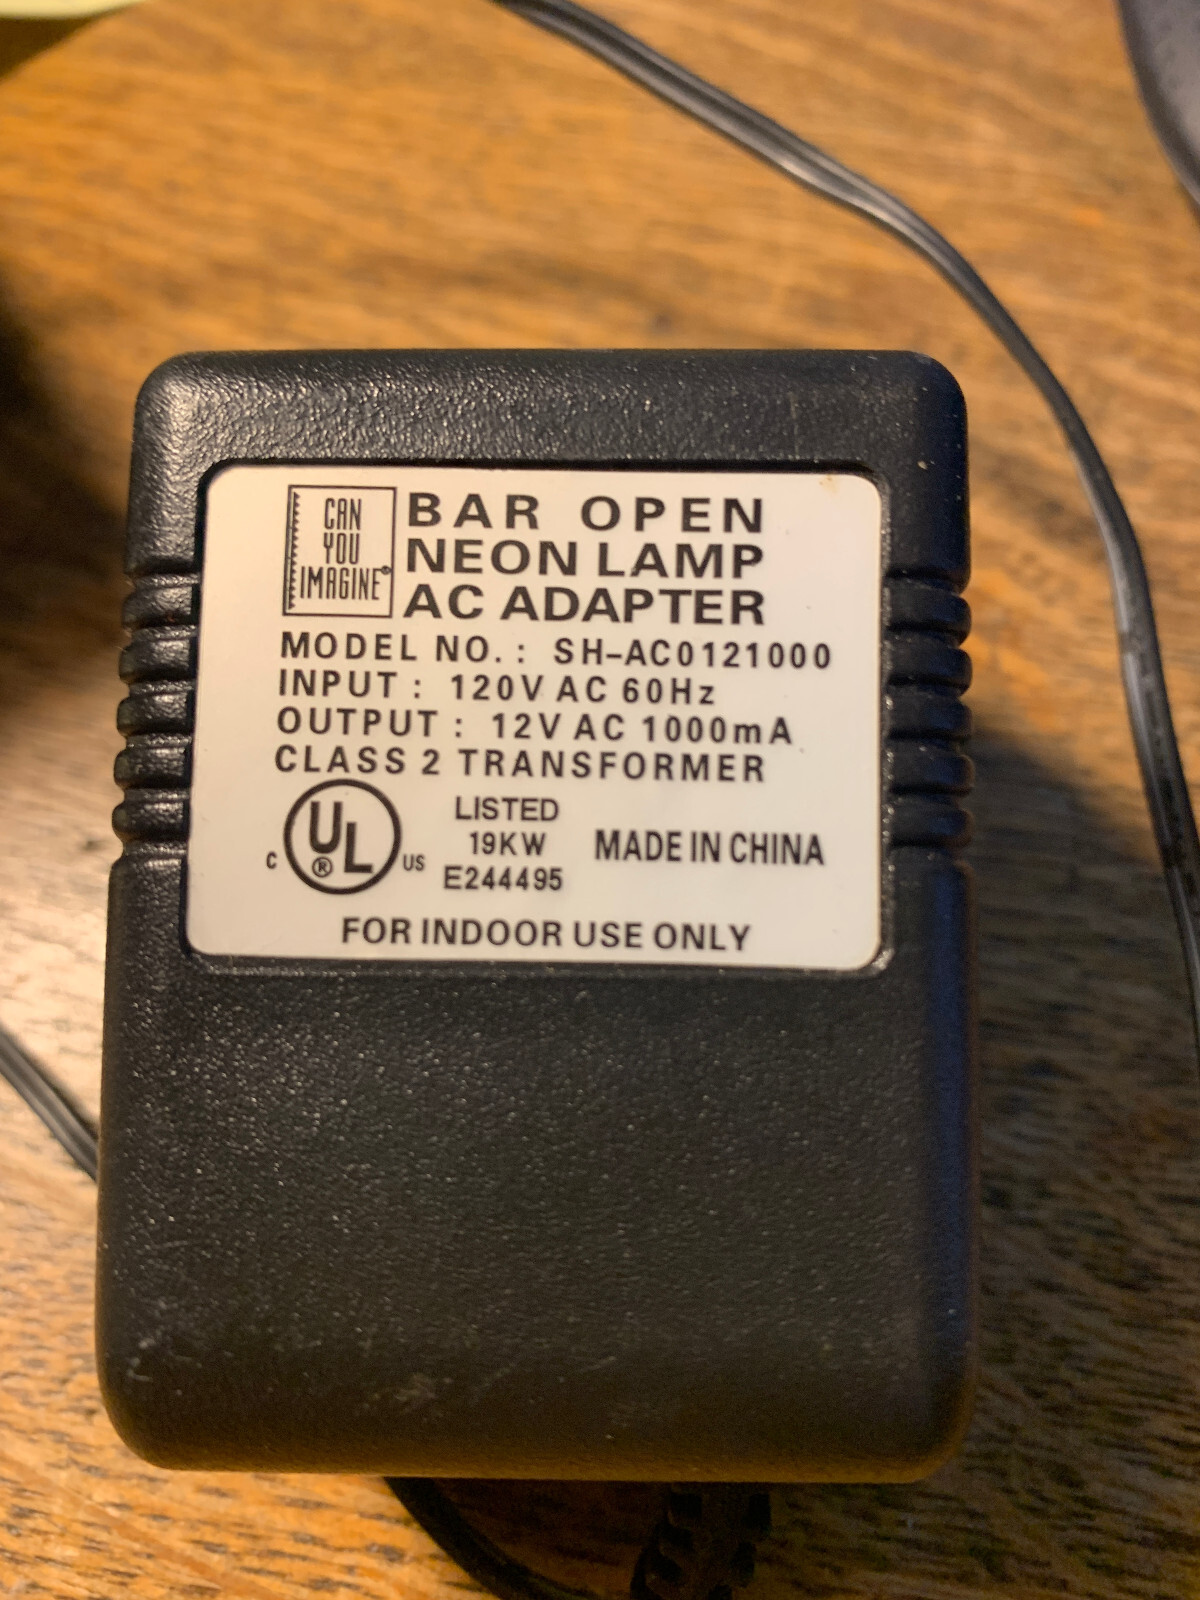 CAN
YOU
IMAGINE®
BAR OPEN
NEON LAMP
AC ADAPTER
MODEL NO. : SH-AC0121000
INPUT : 120V AC 60Hz
OUTPUT : 12V AC 1000mA
CLASS 2 TRANSFORMER
C UL® US
LISTED
19KW
E244495
MADE IN CHINA
FOR INDOOR USE ONLY